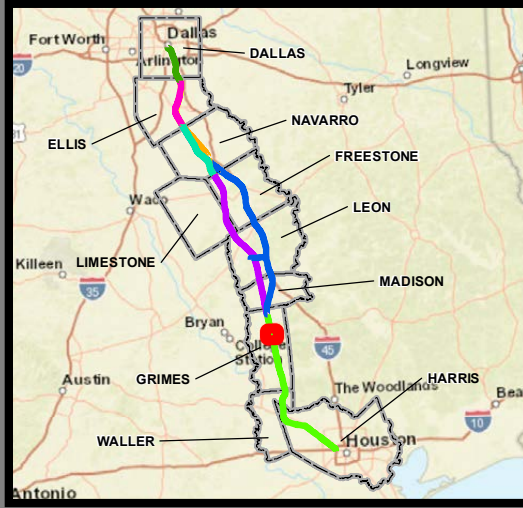 Fort Worth
Dallas
DALLAS
Arlington
20
Longview
Tyler
NAVARRO
ELLIS
FREESTONE
Waco
LEON
LIMESTONE
Killeen
35
MADISON
Bryan
College
Station
45
GRIMES
Austin
The Woodlands
HARRIS
Bea
10
WALLER
Houston
Antonio